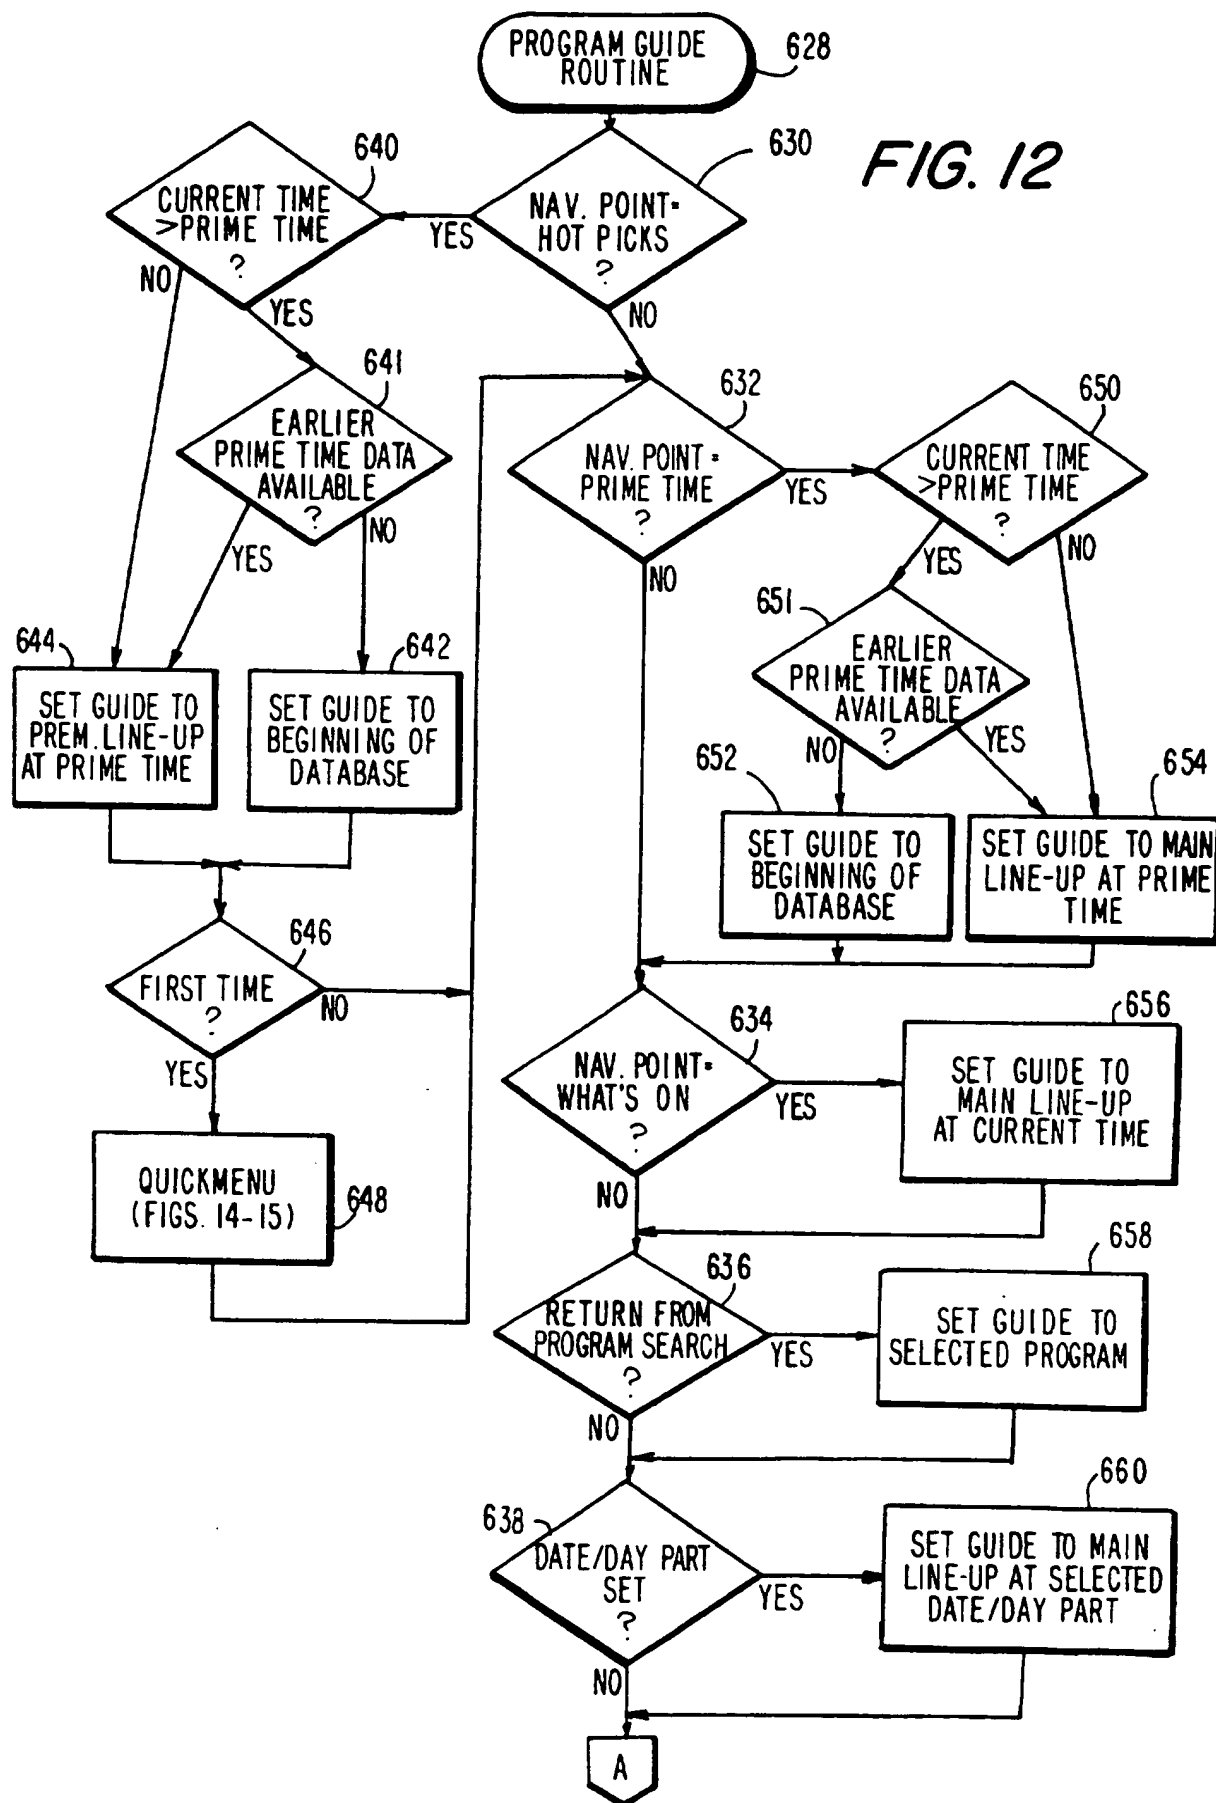 PROGRAM GUIDE
ROUTINE
628
FIG. 12
640
CURRENT TIME
>PRIME TIME
?
630
NAV. POINT=
HOT PICKS
?
YES
NO
YES
NO
641
EARLIER
PRIME TIME DATA
AVAILABLE
?
YES
NO
632
NAV. POINT=
PRIME TIME
?
YES
NO
650
CURRENT TIME
>PRIME TIME
?
YES
NO
651
EARLIER
PRIME TIME DATA
AVAILABLE
?
NO
YES
644
SET GUIDE TO
PREM. LINE-UP
AT PRIME TIME
642
SET GUIDE TO
BEGINNING OF
DATABASE
652
SET GUIDE TO
BEGINNING OF
DATABASE
654
SET GUIDE TO MAIN
LINE-UP AT PRIME
TIME
646
FIRST TIME
?
NO
YES
634
NAV. POINT=
WHAT'S ON
?
YES
NO
656
SET GUIDE TO
MAIN LINE-UP
AT CURRENT TIME
QUICKMENU
(FIGS. 14-15)
648
636
RETURN FROM
PROGRAM SEARCH
?
YES
NO
658
SET GUIDE TO
SELECTED PROGRAM
638
DATE/DAY PART
SET
?
YES
NO
660
SET GUIDE TO MAIN
LINE-UP AT SELECTED
DATE/DAY PART
A